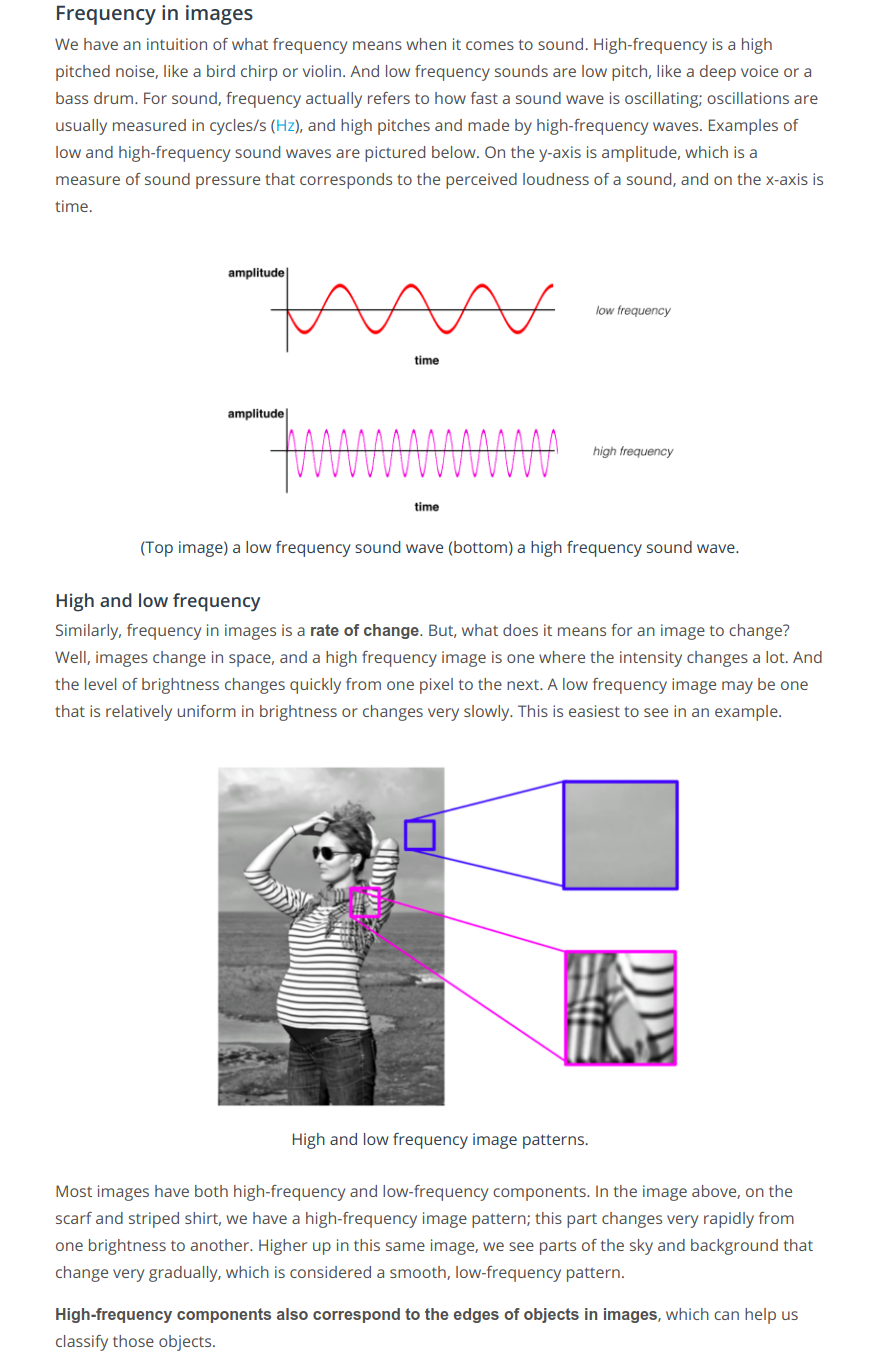 Frequency in images
We have an intuition of what frequency means when it comes to sound. High-frequency is a high
pitched noise, like a bird chirp or violin. And low frequency sounds are low pitch, like a deep voice or a
bass drum. For sound, frequency actually refers to how fast a sound wave is oscillating; oscillations are
usually measured in cycles/s (Hz), and high pitches and made by high-frequency waves. Examples of
low and high-frequency sound waves are pictured below. On the y-axis is amplitude, which is a
measure of sound pressure that corresponds to the perceived loudness of a sound, and on the x-axis is
time.
amplitude
low frequency
time
amplitude
high frequency
time
(Top image) a low frequency sound wave (bottom) a high frequency sound wave.
High and low frequency
Similarly, frequency in images is a rate of change. But, what does it means for an image to change?
Well, images change in space, and a high frequency image is one where the intensity changes a lot. And
the level of brightness changes quickly from one pixel to the next. A low frequency image may be one
that is relatively uniform in brightness or changes very slowly. This is easiest to see in an example.
High and low frequency image patterns.
Most images have both high-frequency and low-frequency components. In the image above, on the
scarf and striped shirt, we have a high-frequency image pattern; this part changes very rapidly from
one brightness to another. Higher up in this same image, we see parts of the sky and background that
change very gradually, which is considered a smooth, low-frequency pattern.
High-frequency components also correspond to the edges of objects in images, which can help us
classify those objects.